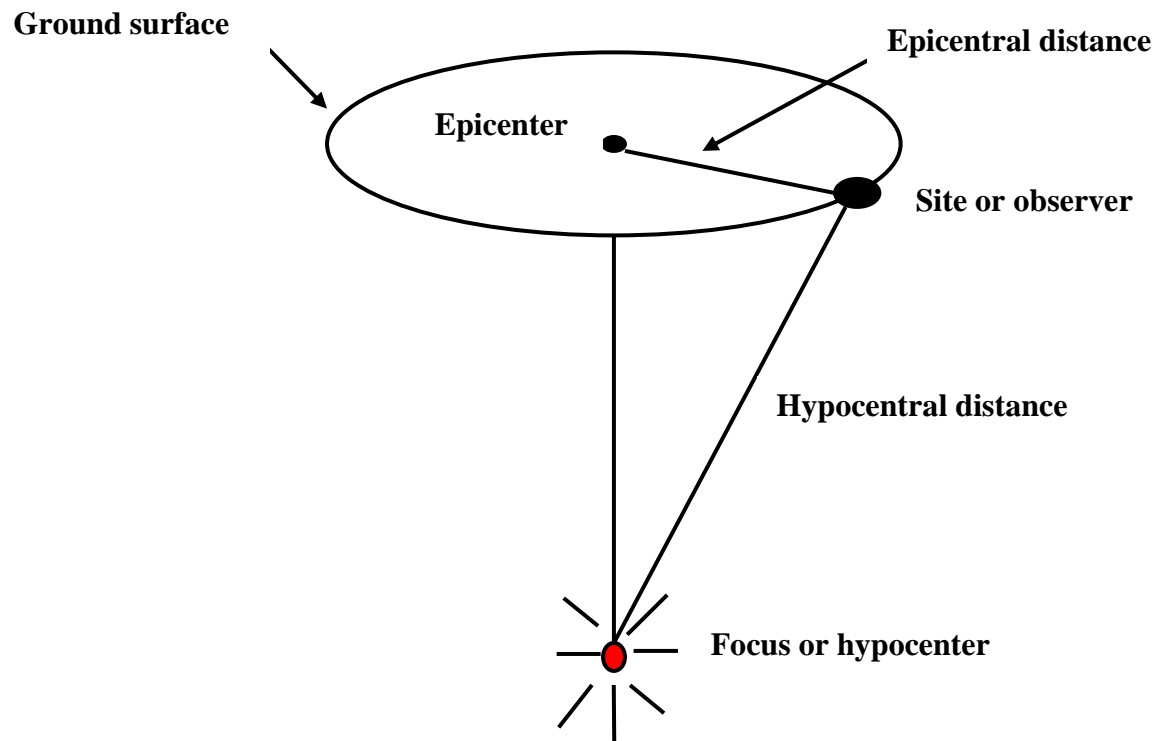 Ground surface
Epicentral distance
Epicenter
Site or observer
Hypocentral distance
Focus or hypocenter